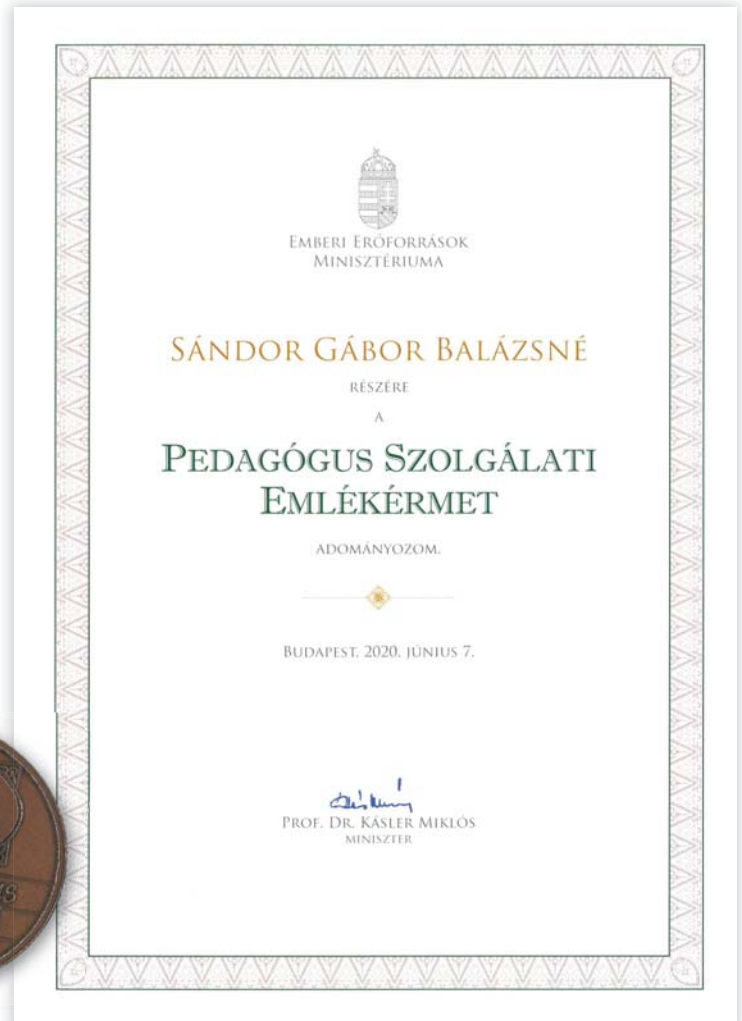 EMBERI ERŐFORRÁSOK
MINISZTÉRIUMA
SÁNDOR GÁBOR BALÁZSNÉ
RÉSZÉRE
A
PEDAGÓGUS SZOLGÁLATI
EMLÉKÉRMET
ADOMÁNYOZOM.
BUDAPEST, 2020. JÚNIUS 7.
PROF. DR. KÁSLER MIKLÓS
MINISZTER